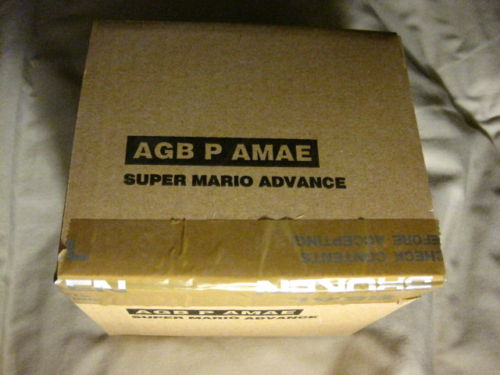 AGB P AMAE
SUPER MARIO ADVANCE
CHECK CONTENTS
BEFORE ACCEPTING
AGB P AMAE
SUPER MARIO ADVANCE